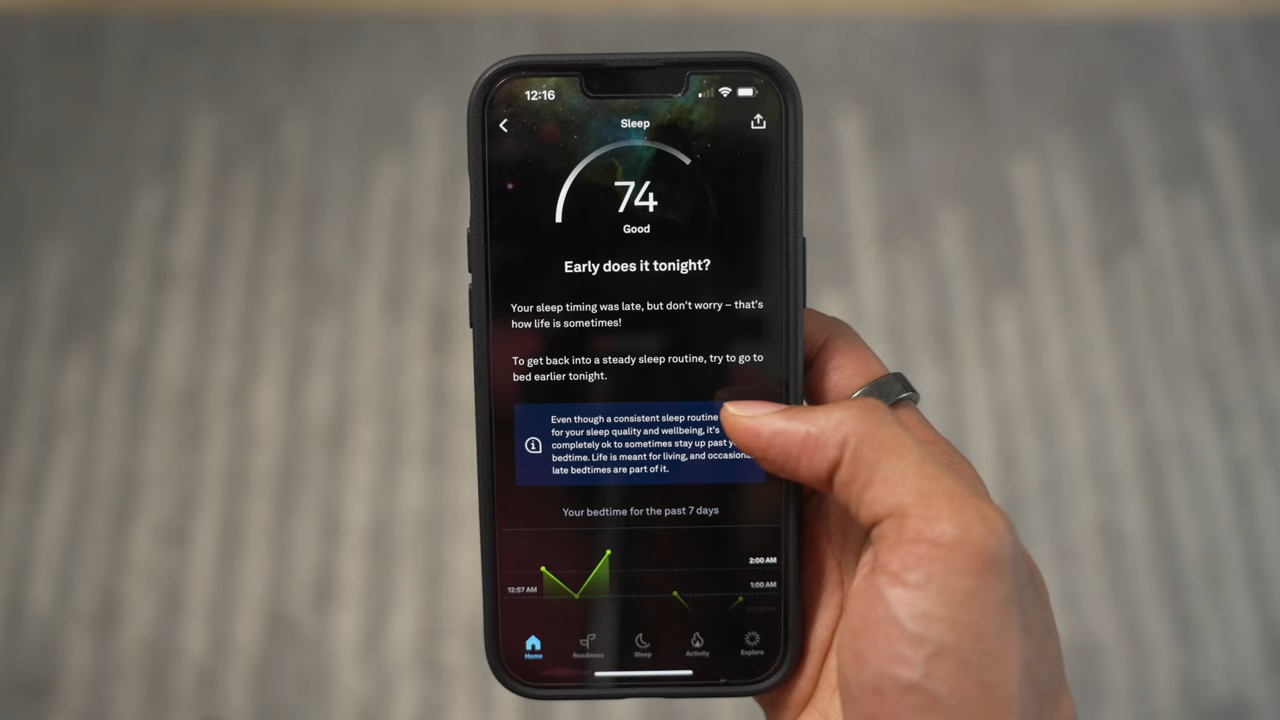 12:16
Sleep
74
Good
Early does it tonight?
Your sleep timing was late, but don't worry – that's
how life is sometimes!
To get back into a steady sleep routine, try to go to
bed earlier tonight.
Even though a consistent sleep routine
for your sleep quality and wellbeing, it's
completely ok to sometimes stay up past
bedtime. Life is meant for living, and
late bedtimes are part of it.
Your bedtime for the past 7 days
2:00 AM
1:00 AM
12:57 AM
Home
Readiness
Sleep
Activity
Explore